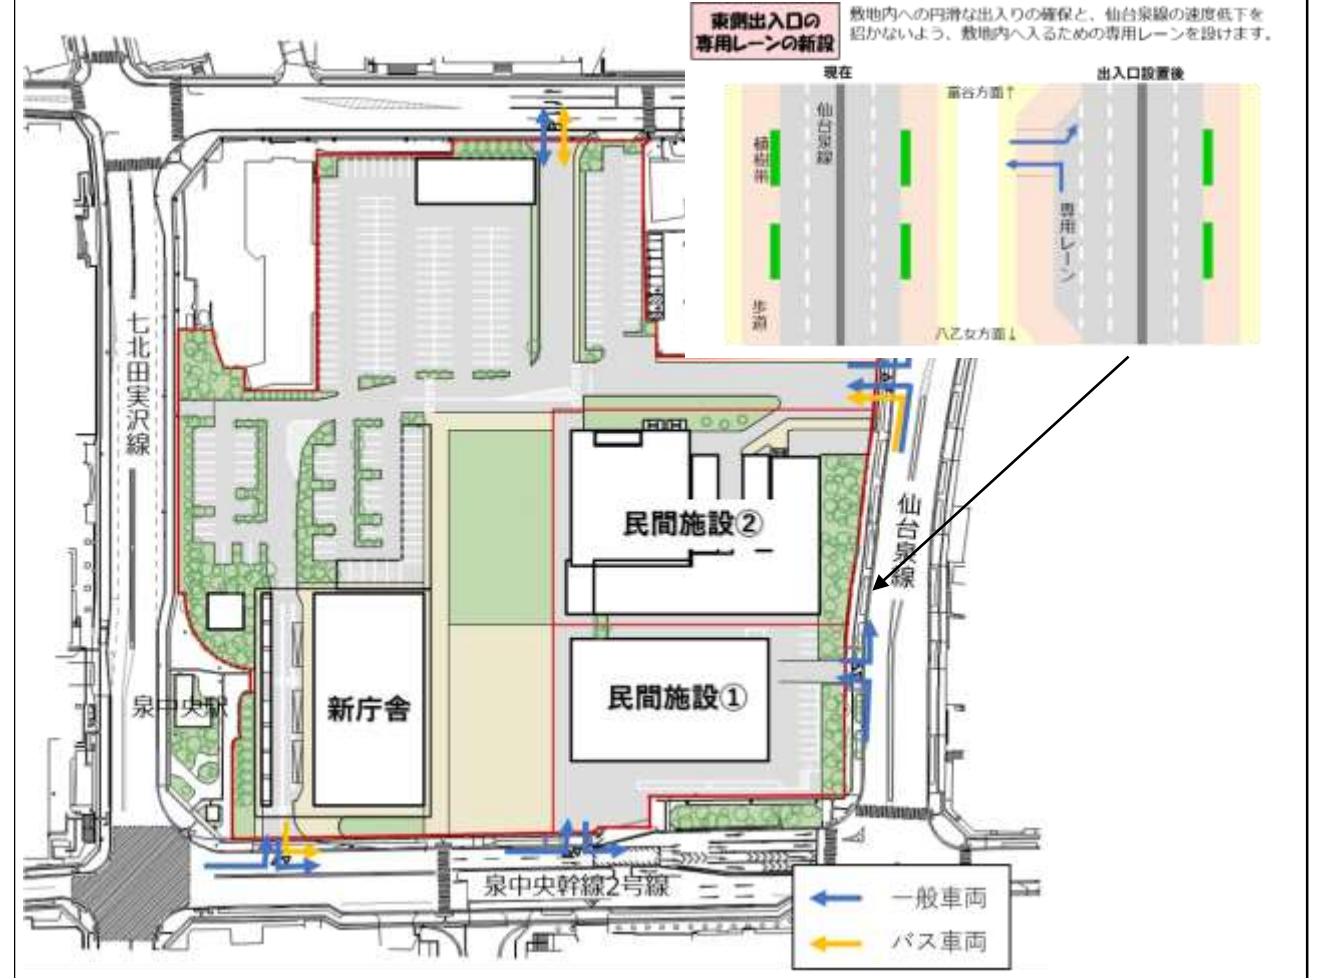 東側出入口の
専用レーンの新設
敷地内への円滑な出入りの確保と、仙台泉線の速度低下を
招かないよう、敷地内へ入るための専用レーンを設けます。
現在
出入口設置後
富谷方面↑
仙台泉線
植樹帯
歩道
専用レーン
八乙女方面↓
七北田実沢線
民間施設②
仙台泉線
新庁舎
民間施設①
泉中央駅
泉中央幹線2号線
一般車両
バス車両